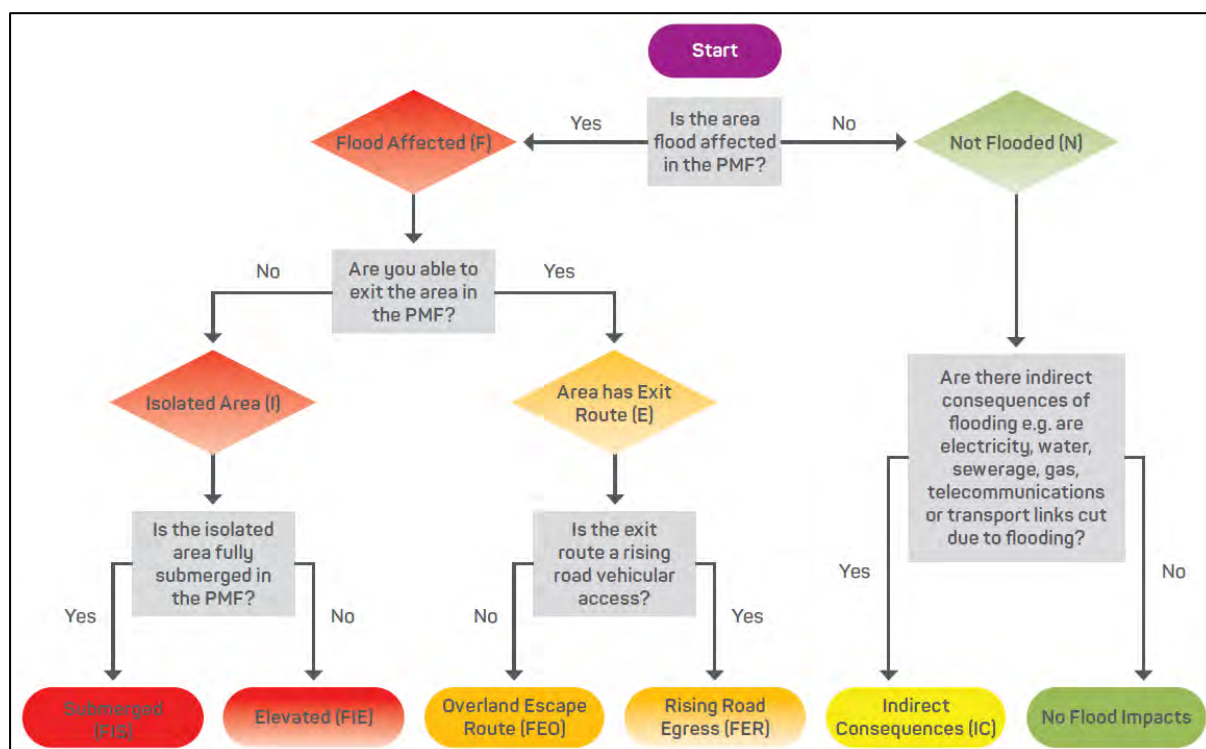 Start
Is the area
flood affected
in the PMF?
Yes
No
Flood Affected (F)
Not Flooded (N)
Are you able to
exit the area in
the PMF?
No
Yes
Isolated Area (I)
Area has Exit
Route (E)
Are there indirect
consequences of
flooding e.g. are
electricity, water,
sewerage, gas,
telecommunications
or transport links cut
due to flooding?
Is the isolated
area fully
submerged in
the PMF?
Is the exit
route a rising
road vehicular
access?
Yes
No
No
Yes
Yes
No
Submerged
(FIS)
Elevated (FIE)
Overland Escape
Route (FEO)
Rising Road
Egress (FER)
Indirect
Consequences (IC)
No Flood Impacts